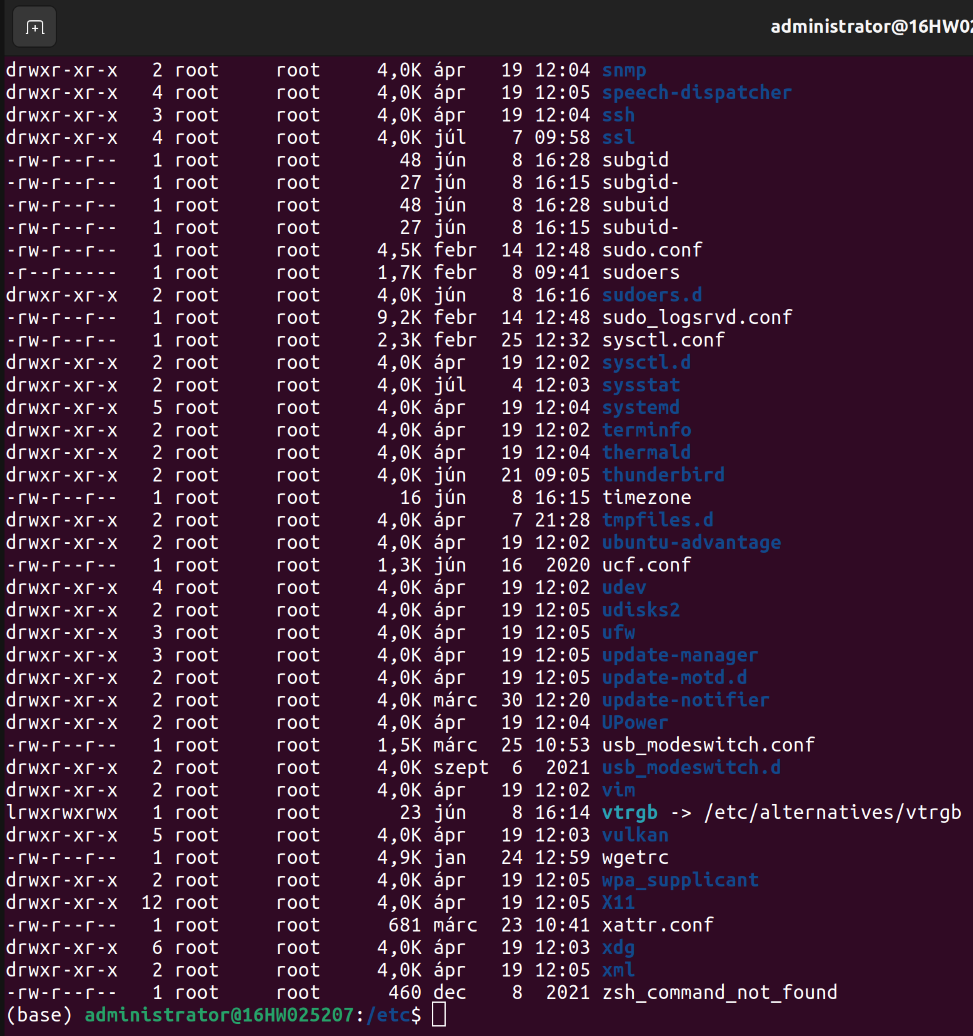 administrator@16HW02
drwxr-xr-x 2 root root 4,0K ápr 19 12:04 snmp
drwxr-xr-x 4 root root 4,0K ápr 19 12:05 speech-dispatcher
drwxr-xr-x 3 root root 4,0K ápr 19 12:04 ssh
drwxr-xr-x 4 root root 4,0K júl 7 09:58 ssl
-rw-r--r-- 1 root root 48 jún 8 16:28 subgid
-rw-r--r-- 1 root root 27 jún 8 16:15 subgid-
-rw-r--r-- 1 root root 48 jún 8 16:28 subuid
-rw-r--r-- 1 root root 27 jún 8 16:15 subuid-
-rw-r--r-- 1 root root 4,5K febr 14 12:48 sudo.conf
-r--r----- 1 root root 1,7K febr 8 09:41 sudoers
drwxr-xr-x 2 root root 4,0K jún 8 16:16 sudoers.d
-rw-r--r-- 1 root root 9,2K febr 14 12:48 sudo_logsrvd.conf
-rw-r--r-- 1 root root 2,3K febr 25 12:32 sysctl.conf
drwxr-xr-x 2 root root 4,0K ápr 19 12:02 sysctl.d
drwxr-xr-x 2 root root 4,0K júl 4 12:03 sysstat
drwxr-xr-x 5 root root 4,0K ápr 19 12:04 systemd
drwxr-xr-x 2 root root 4,0K ápr 19 12:02 terminfo
drwxr-xr-x 2 root root 4,0K ápr 19 12:04 thermald
drwxr-xr-x 2 root root 4,0K jún 21 09:05 thunderbird
-rw-r--r-- 1 root root 16 jún 8 16:15 timezone
drwxr-xr-x 2 root root 4,0K ápr 7 21:28 tmpfiles.d
drwxr-xr-x 2 root root 4,0K ápr 19 12:02 ubuntu-advantage
-rw-r--r-- 1 root root 1,3K jún 16 2020 ucf.conf
drwxr-xr-x 4 root root 4,0K ápr 19 12:02 udev
drwxr-xr-x 2 root root 4,0K ápr 19 12:05 udisks2
drwxr-xr-x 3 root root 4,0K ápr 19 12:05 ufw
drwxr-xr-x 3 root root 4,0K ápr 19 12:05 update-manager
drwxr-xr-x 2 root root 4,0K ápr 19 12:05 update-motd.d
drwxr-xr-x 2 root root 4,0K márc 30 12:20 update-notifier
drwxr-xr-x 2 root root 4,0K ápr 19 12:04 UPower
-rw-r--r-- 1 root root 1,5K márc 25 10:53 usb_modeswitch.conf
drwxr-xr-x 2 root root 4,0K szept 6 2021 usb_modeswitch.d
drwxr-xr-x 2 root root 4,0K ápr 19 12:02 vim
lrwxrwxrwx 1 root root 23 jún 8 16:14 vtrgb -> /etc/alternatives/vtrgb
drwxr-xr-x 5 root root 4,0K ápr 19 12:03 vulkan
-rw-r--r-- 1 root root 4,9K jan 24 12:59 wgetrc
drwxr-xr-x 2 root root 4,0K ápr 19 12:05 wpa_supplicant
drwxr-xr-x 12 root root 4,0K ápr 19 12:05 X11
-rw-r--r-- 1 root root 681 márc 23 10:41 xattr.conf
drwxr-xr-x 6 root root 4,0K ápr 19 12:03 xdg
drwxr-xr-x 2 root root 4,0K ápr 19 12:05 xml
-rw-r--r-- 1 root root 460 dec 8 2021 zsh_command_not_found
(base) administrator@16HW025207:/etc$